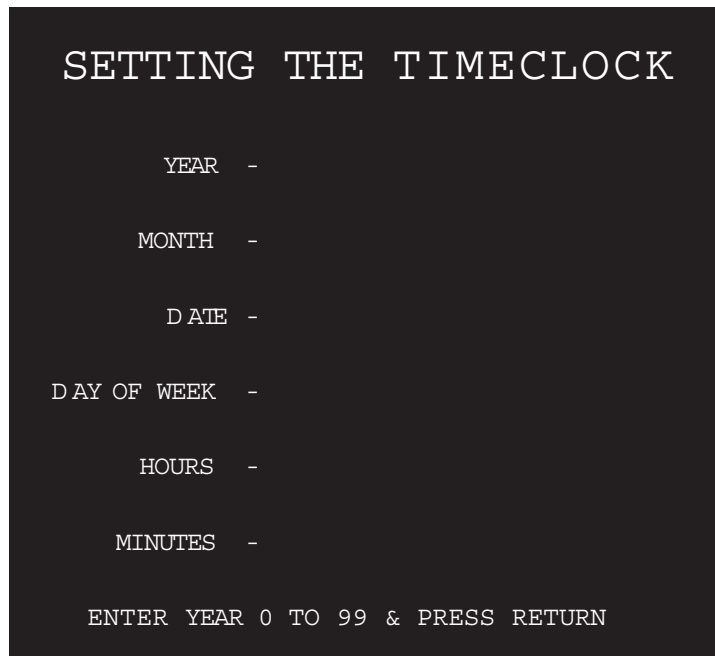 SETTING THE TIMECLOCK
YEAR -
MONTH -
DATE -
DAY OF WEEK -
HOURS -
MINUTES -
ENTER YEAR 0 TO 99 & PRESS RETURN